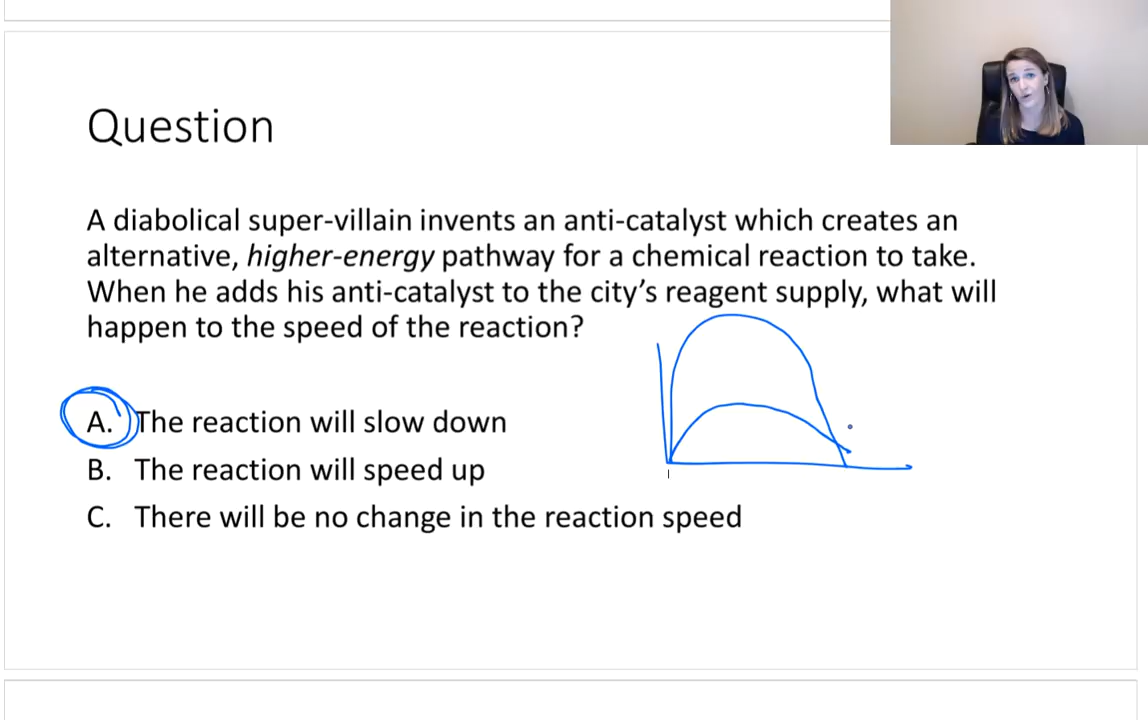 Question
A diabolical super-villain invents an anti-catalyst which creates an
alternative, higher-energy pathway for a chemical reaction to take.
When he adds his anti-catalyst to the city's reagent supply, what will
happen to the speed of the reaction?
A. The reaction will slow down
B. The reaction will speed up
C. There will be no change in the reaction speed